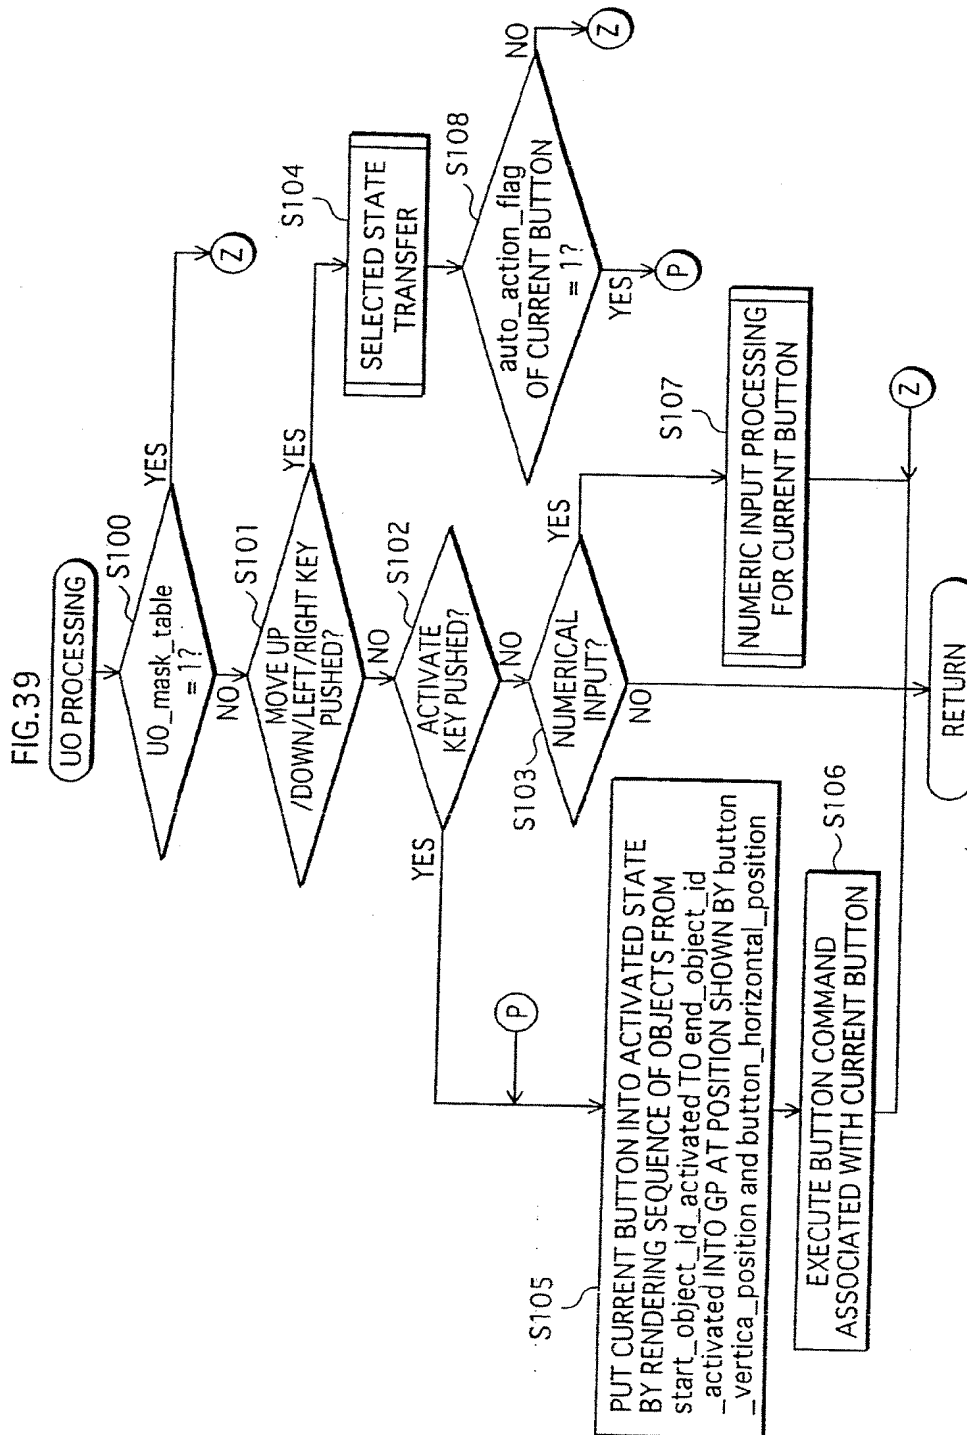 FIG.39
UO PROCESSING
S100
UO_mask_table
= 1?
YES
Z
NO
S101
MOVE UP
/DOWN/LEFT/RIGHT KEY
PUSHED?
YES
NO
S104
SELECTED STATE
TRANSFER
S108
auto_action_flag
OF CURRENT BUTTON
= 1?
NO
Z
YES
P
S102
ACTIVATE
KEY PUSHED?
YES
NO
S103
NUMERICAL
INPUT?
YES
NO
S107
NUMERIC INPUT PROCESSING
FOR CURRENT BUTTON
P
S105
PUT CURRENT BUTTON INTO ACTIVATED STATE
BY RENDERING SEQUENCE OF OBJECTS FROM
start_object_id_activated TO end_object_id
_activated INTO GP AT POSITION SHOWN BY button
_vertica_position and button_horizontal_position
S106
EXECUTE BUTTON COMMAND
ASSOCIATED WITH CURRENT BUTTON
Z
RETURN